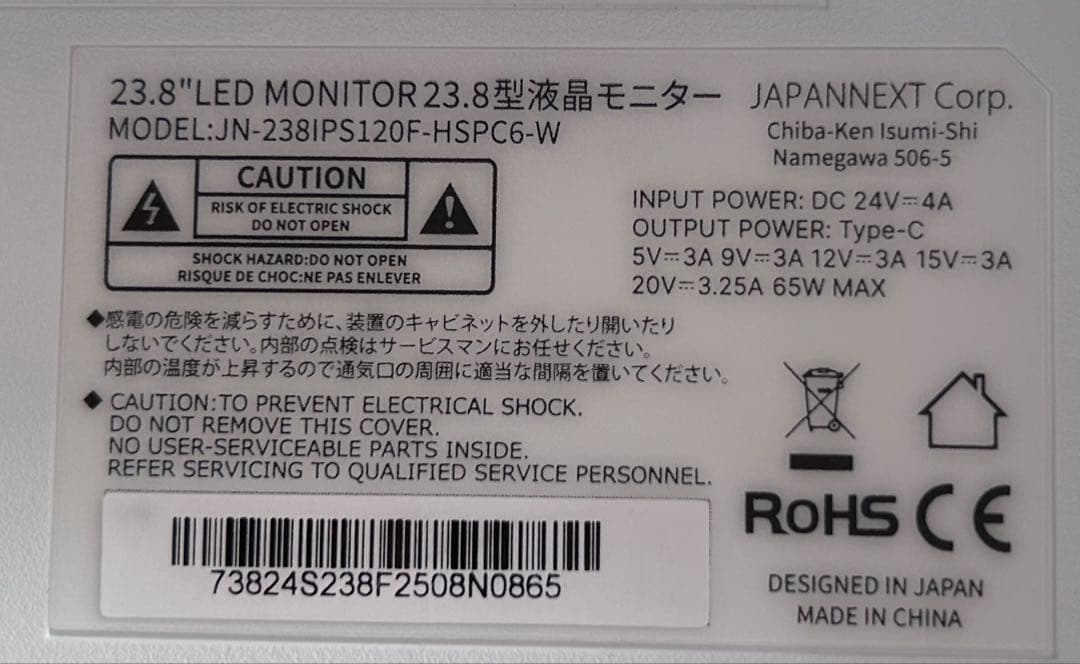 23.8"LED MONITOR 23.8型液晶モニター
MODEL:JN-238IPS120F-HSPC6-W
JAPANNEXT Corp.
Chiba-Ken Isumi-Shi
Namegawa 506-5
CAUTION
RISK OF ELECTRIC SHOCK
DO NOT OPEN
SHOCK HAZARD:DO NOT OPEN
RISQUE DE CHOC:NE PAS ENLEVER
INPUT POWER: DC 24V⎓4A
OUTPUT POWER: Type-C
5V⎓3A 9V⎓3A 12V⎓3A 15V⎓3A
20V⎓3.25A 65W MAX
◆感電の危険を減らすために、装置のキャビネットを外したり開いたり
しないでください。内部の点検はサービスマンにお任せください。
内部の温度が上昇するので通気口の周囲に適当な間隔を置いてください。
◆ CAUTION:TO PREVENT ELECTRICAL SHOCK.
DO NOT REMOVE THIS COVER.
NO USER-SERVICEABLE PARTS INSIDE.
REFER SERVICING TO QUALIFIED SERVICE PERSONNEL.
RoHS CE
73824S238F2508N0865
DESIGNED IN JAPAN
MADE IN CHINA